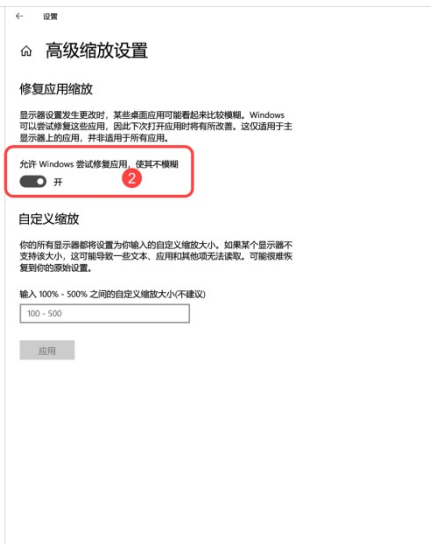 设置
高级缩放设置
修复应用缩放
显示器设置发生更改时，某些桌面应用可能看起来比较模糊。Windows
可以尝试修复这些应用，因此下次打开应用时将有所改善。这仅适用于主
显示器上的应用，并非适用于所有应用。
允许 Windows 尝试修复应用，使其不模糊
开
2
自定义缩放
你的所有显示器都将设置为你输入的自定义缩放大小。如果某个显示器不
支持该大小，这可能导致一些文本、应用和其他项无法读取。可能很难恢
复到你的原始设置。
输入 100% - 500% 之间的自定义缩放大小(不建议)
100 - 500
应用